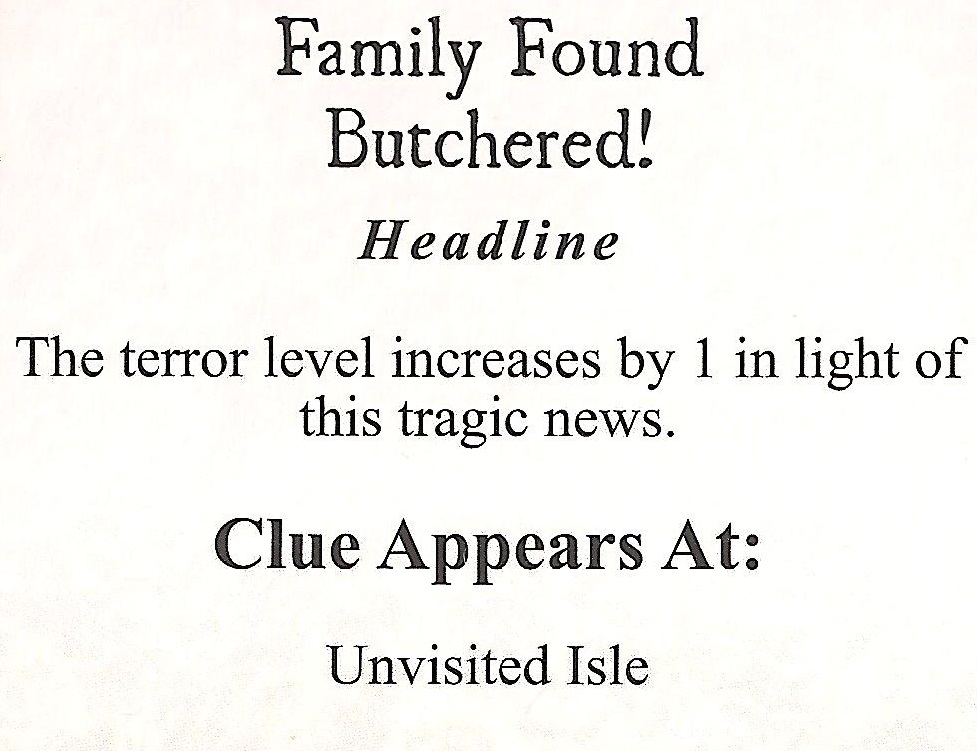 Family Found
Butchered!
Headline
The terror level increases by 1 in light of
this tragic news.
Clue Appears At:
Unvisited Isle